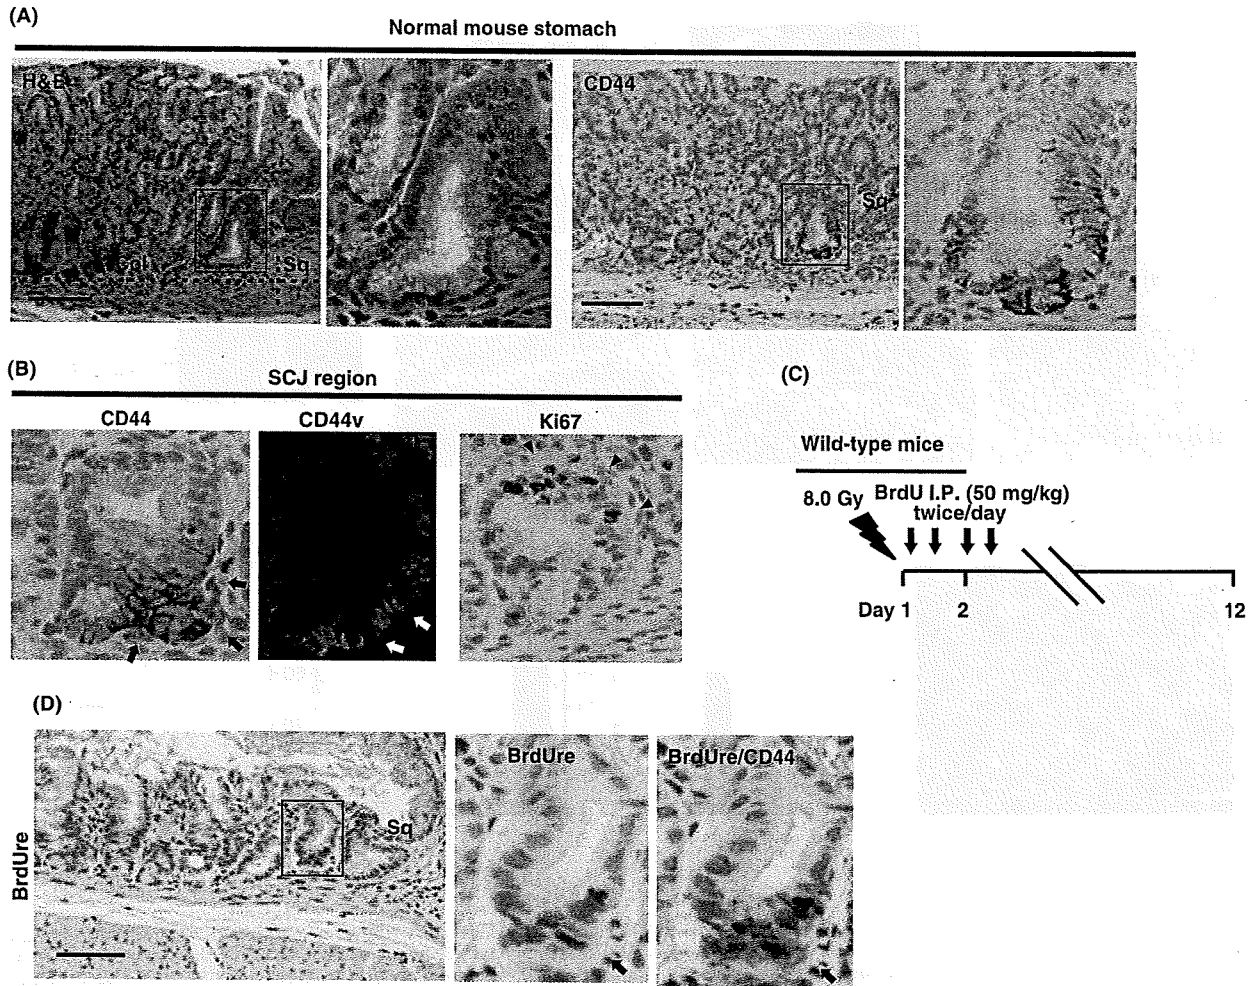 (A)
Normal mouse stomach
H&E
Sq
CD44
Sq
(B)
SCJ region
CD44
CD44v
Ki67
(C)
Wild-type mice
8.0 Gy
BrdU I.P. (50 mg/kg)
twice/day
Day 1
2
12
(D)
BrdUre
Sq
BrdUre
BrdUre/CD44